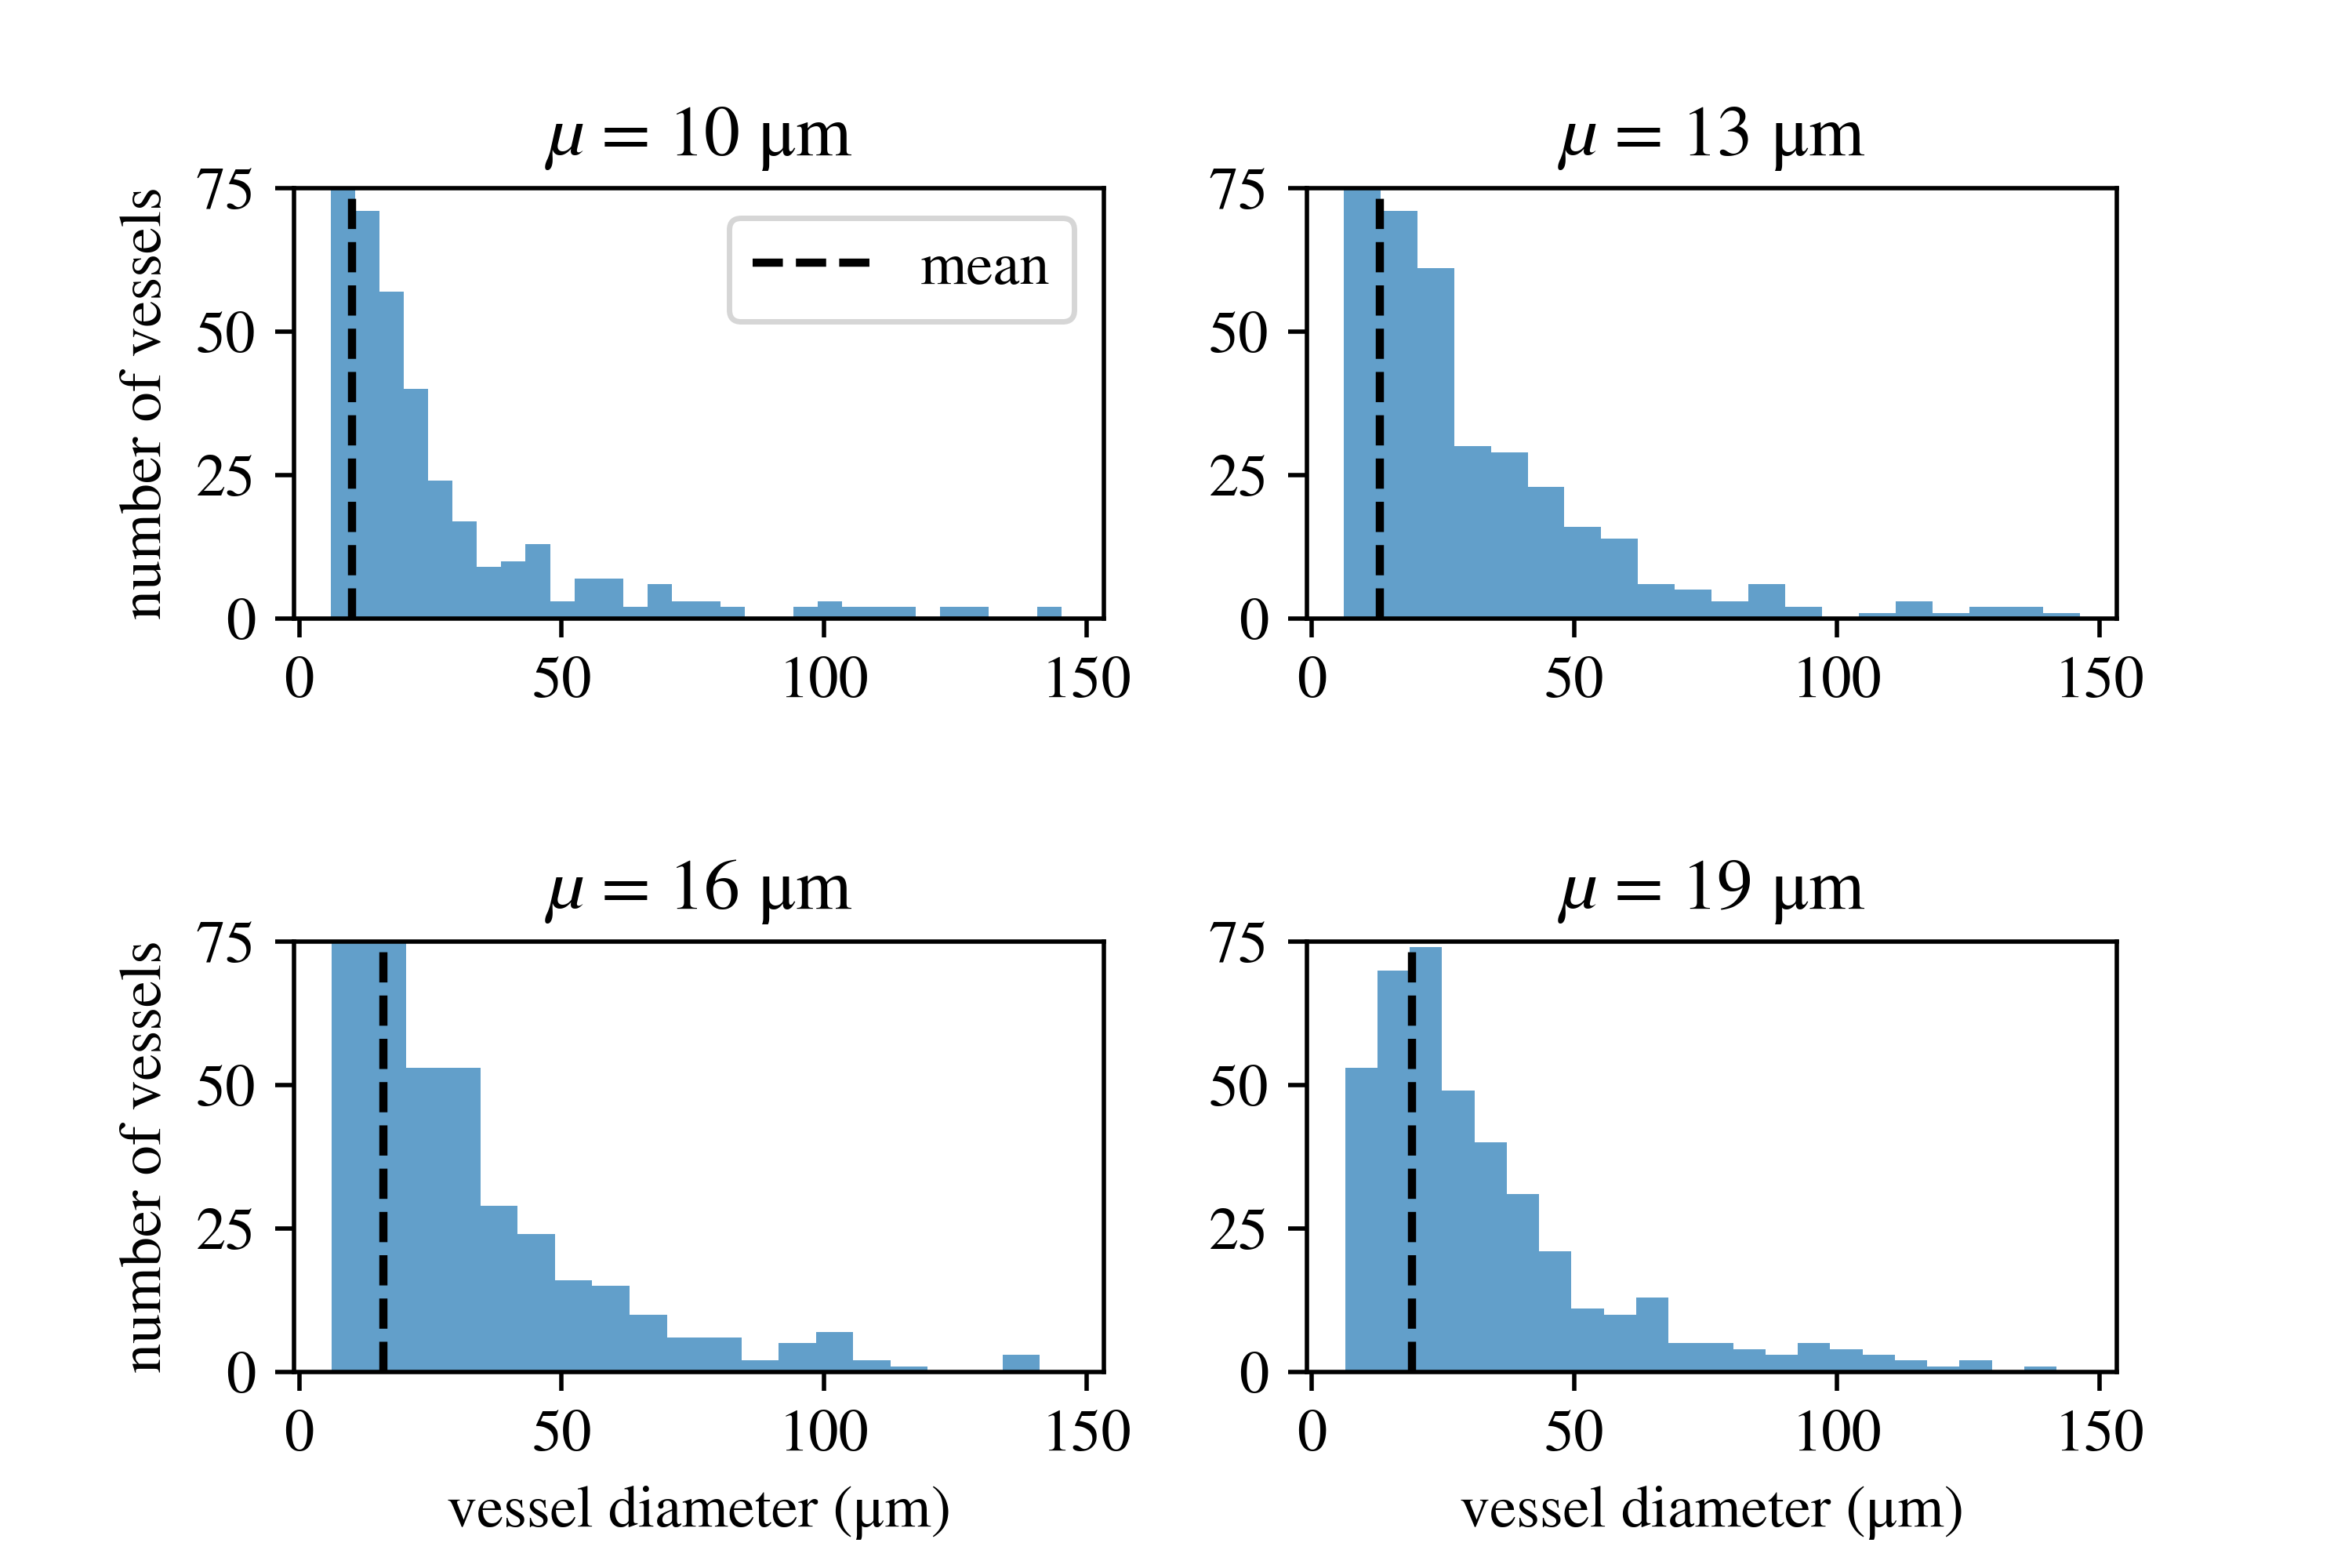 μ = 10 μm
μ = 13 μm
number of vessels
75
50
25
0
mean
0 50 100 150
75
50
25
0
0 50 100 150
μ = 16 μm
μ = 19 μm
number of vessels
75
50
25
0
0 50 100 150
vessel diameter (μm)
75
50
25
0
0 50 100 150
vessel diameter (μm)